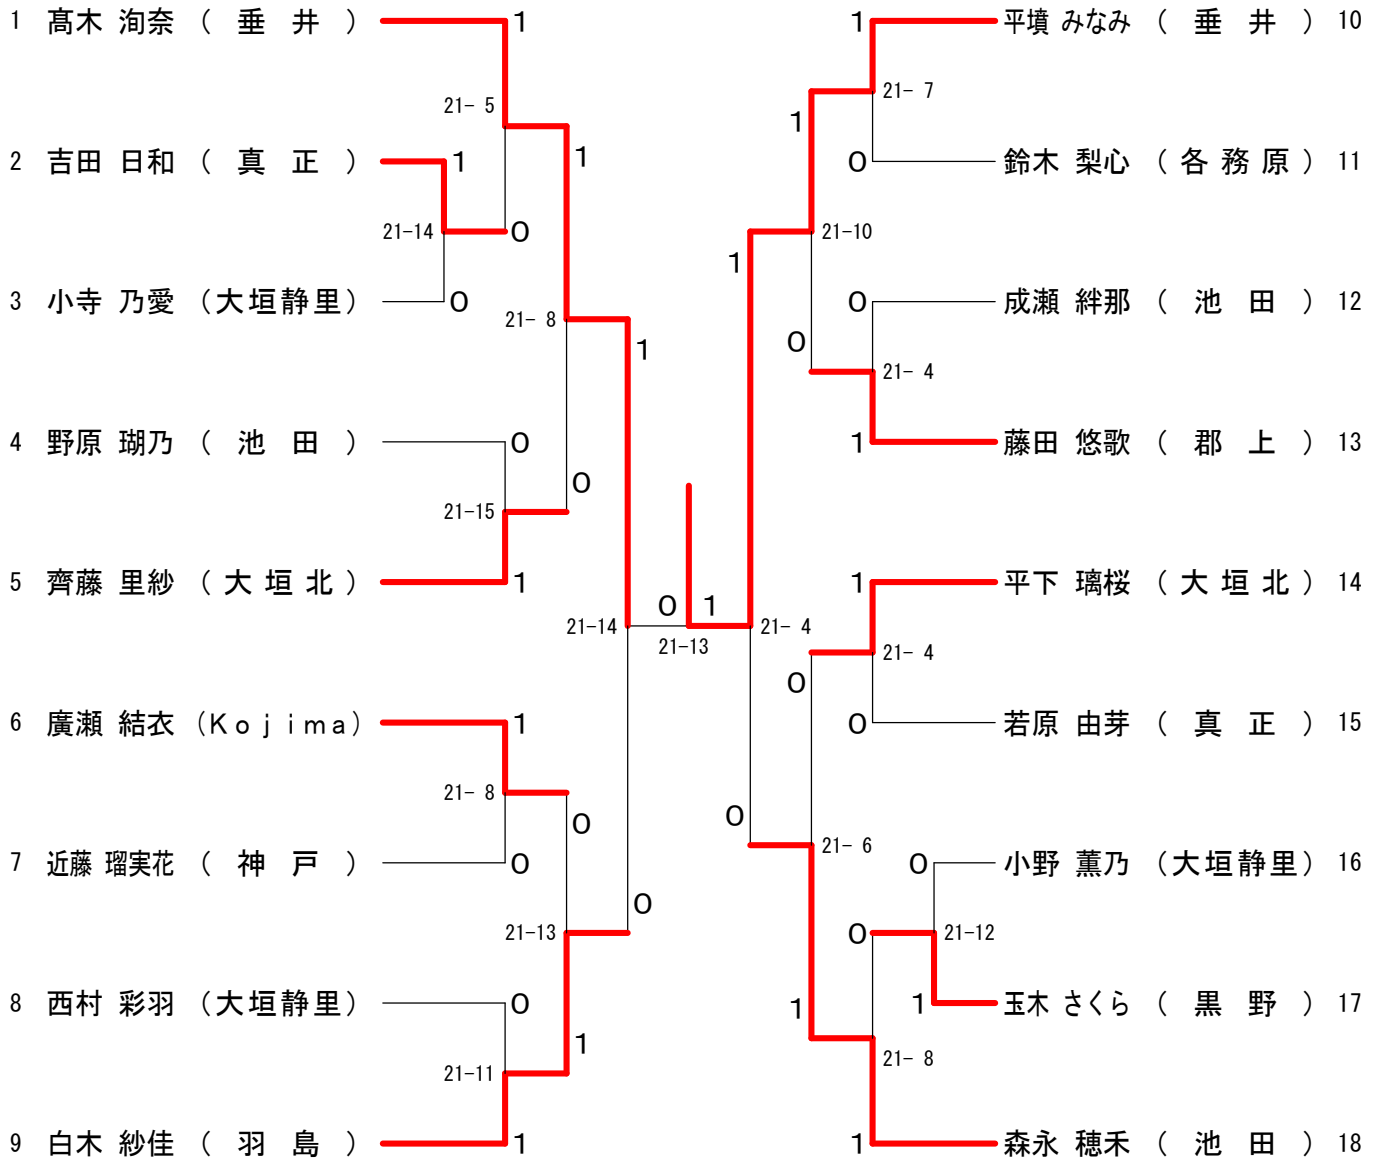 1 髙木 洵奈 （ 垂 井 ） 1
21- 5
2 吉田 日和 （ 真 正 ） 1
1
21-14
0
3 小寺 乃愛 （大垣静里） 0
21- 8
1
4 野原 瑚乃 （ 池 田 ） 0
0
21-15
5 齊藤 里紗 （ 大 垣 北 ） 1
21-14
0 1
21-13
6 廣瀬 結衣 （Ｋｏｊｉｍａ） 1
21- 8
0
7 近藤 瑠実花 （ 神 戸 ） 0
0
21-13
8 西村 彩羽 （大垣静里） 0
1
21-11
9 白木 紗佳 （ 羽 島 ） 1
1 平墳 みなみ （ 垂 井 ） 10
21- 7
1
0 鈴木 梨心 （ 各 務 原 ） 11
21-10
1
0 成瀬 絆那 （ 池 田 ） 12
0
21- 4
1 藤田 悠歌 （ 郡 上 ） 13
1 平下 璃桜 （ 大 垣 北 ） 14
21- 4
21- 4
0
0 若原 由芽 （ 真 正 ） 15
0
21- 6
0 小野 薫乃 （大垣静里） 16
0
21-12
1
1 玉木 さくら （ 黒 野 ） 17
21- 8
1 森永 穂禾 （ 池 田 ） 18